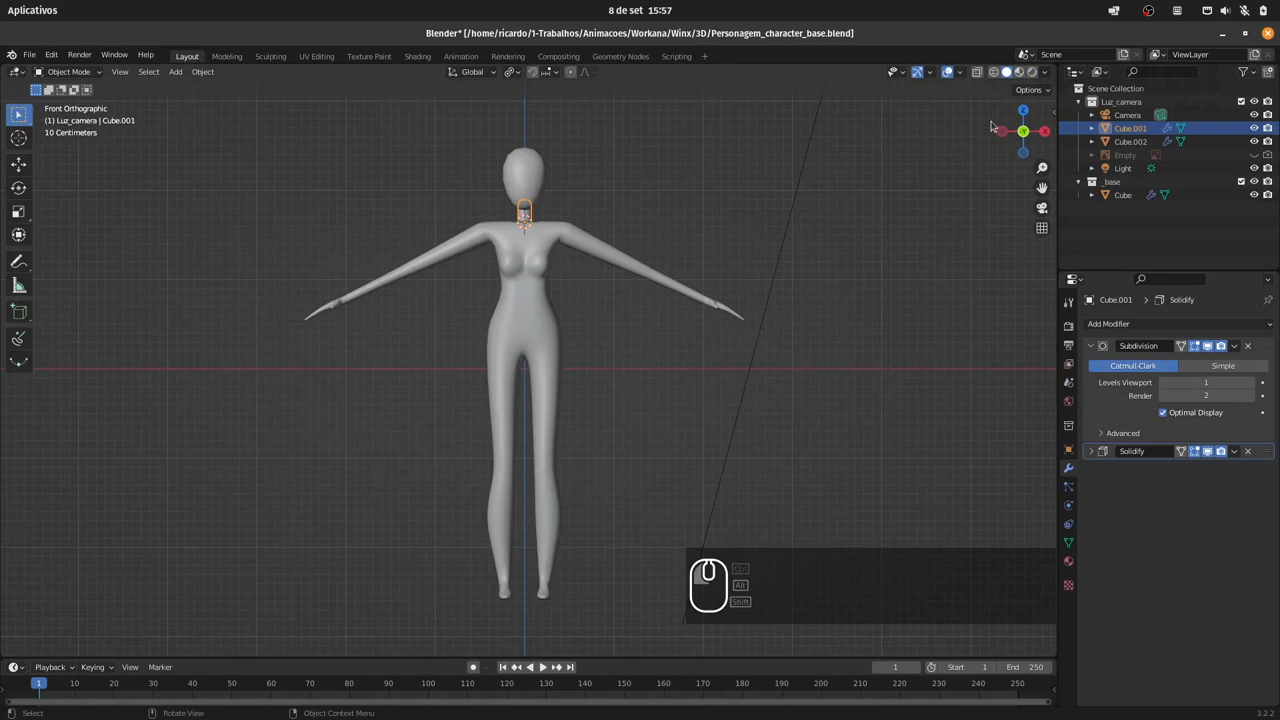 Aplicativos
8 de set 15:57
Blender* [/home/ricardo/1-Trabalhos/Animacoes/Workana/Winx/3D/Personagem_character_base.blend]
File Edit Render Window Help Layout Modeling Sculpting UV Editing Texture Paint Shading Animation Rendering Compositing Geometry Nodes Scripting Scene ViewLayer
Object Mode View Select Add Object Global
Options
Front Orthographic
(1) Luz_camera | Cube.001
10 Centimeters
Z
Y
X
Scene Collection
Luz_camera
Camera
Cube.001
Cube.002
Empty
Light
_base
Cube
Cube.001 Solidify
Add Modifier
Subdivision
Catmull-Clark Simple
Levels Viewport 1
Render 2
Optimal Display
Advanced
Solidify
Ctrl
Alt
Shift
Playback Keying View Marker 1 Start 1 End 250
1 10 20 30 40 50 60 70 80 90 100 110 120 130 140 150 160 170 180 190 200 210 220 230 240 250
Select Rotate View Object Context Menu 3.2.2